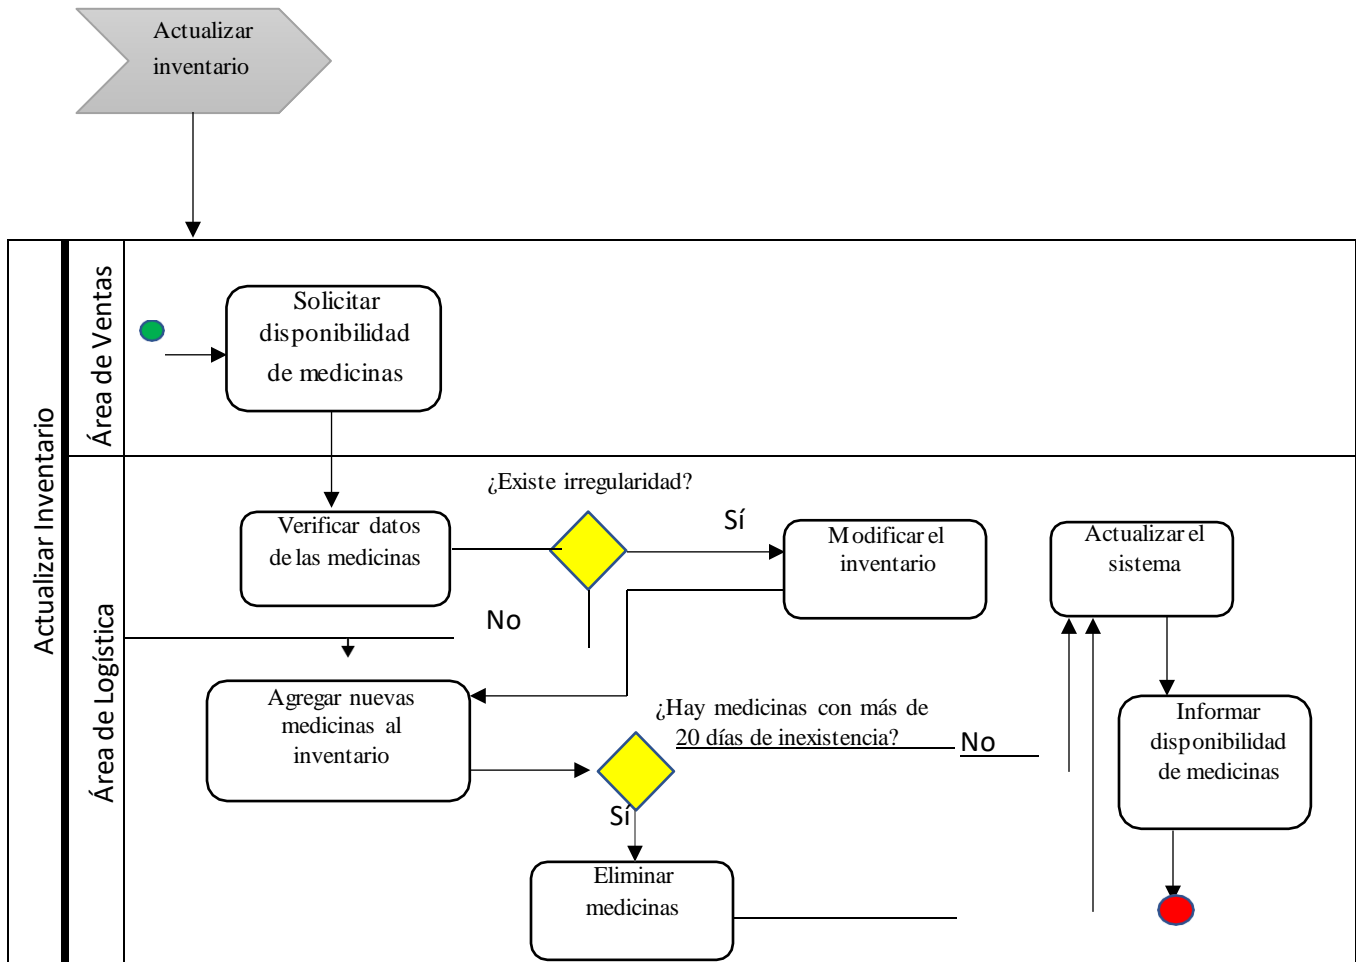 Actualizar
inventario
Actualizar Inventario
Área de Ventas
Solicitar
disponibilidad
de medicinas
Área de Logística
¿Existe irregularidad?
Verificar datos
de las medicinas
Sí
Modificar el
inventario
Actualizar el
sistema
No
Agregar nuevas
medicinas al
inventario
¿Hay medicinas con más de
20 días de inexistencia?
No
Informar
disponibilidad
de medicinas
Sí
Eliminar
medicinas